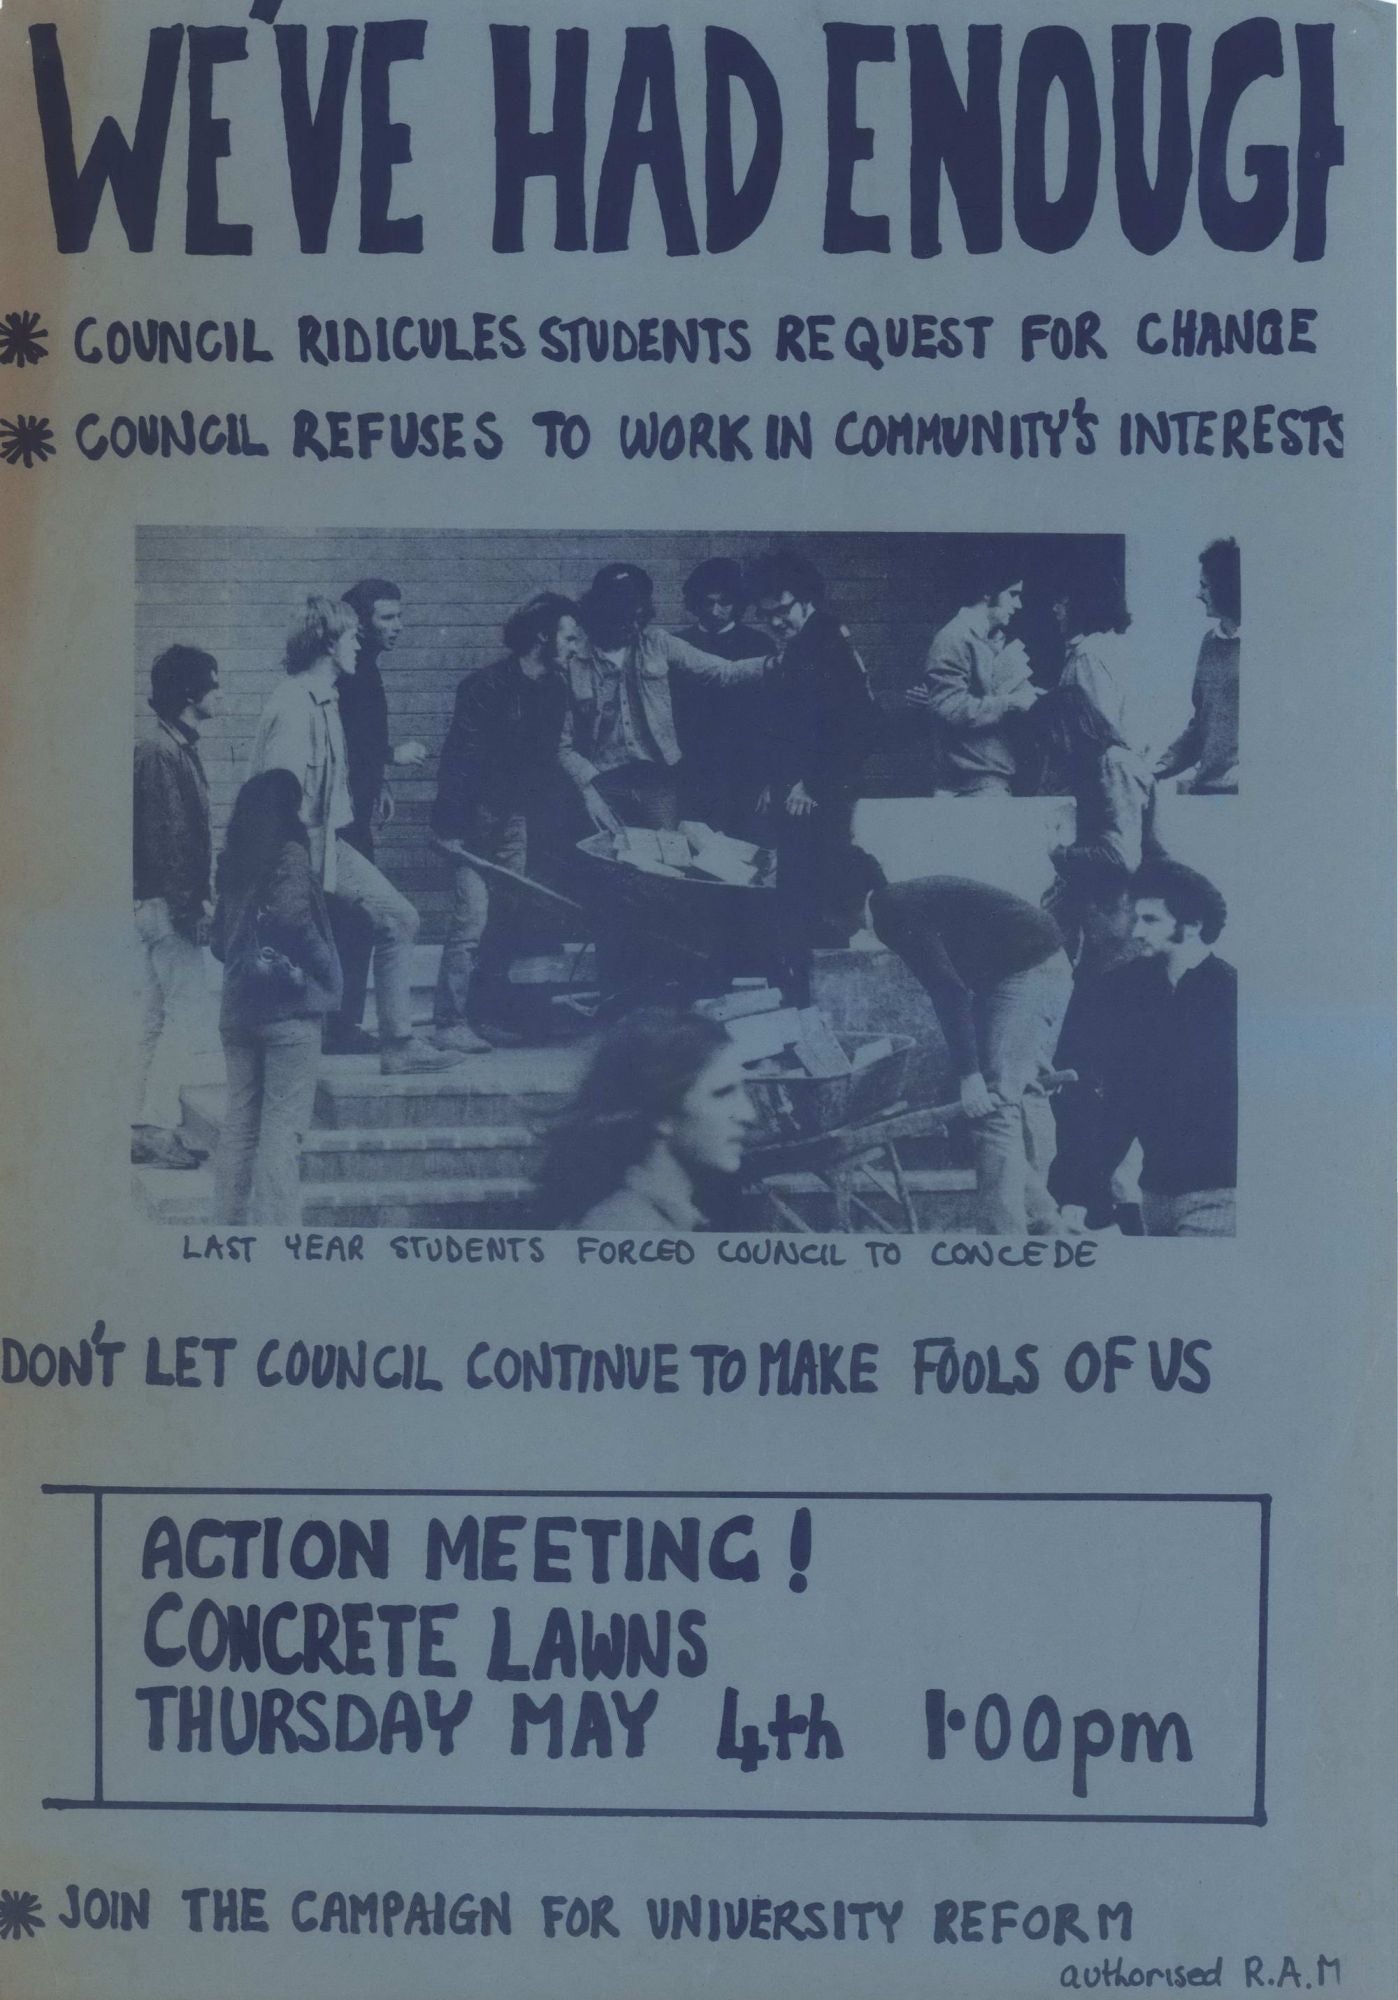 WE'VE HAD ENOUGH
* COUNCIL RIDICULES STUDENTS REQUEST FOR CHANGE
* COUNCIL REFUSES TO WORK IN COMMUNITY'S INTERESTS
LAST YEAR STUDENTS FORCED COUNCIL TO CONCEDE
DON'T LET COUNCIL CONTINUE TO MAKE FOOLS OF US
ACTION MEETING!
CONCRETE LAWNS
THURSDAY MAY 4th 1·00pm
* JOIN THE CAMPAIGN FOR UNIVERSITY REFORM
authorised R.A.M